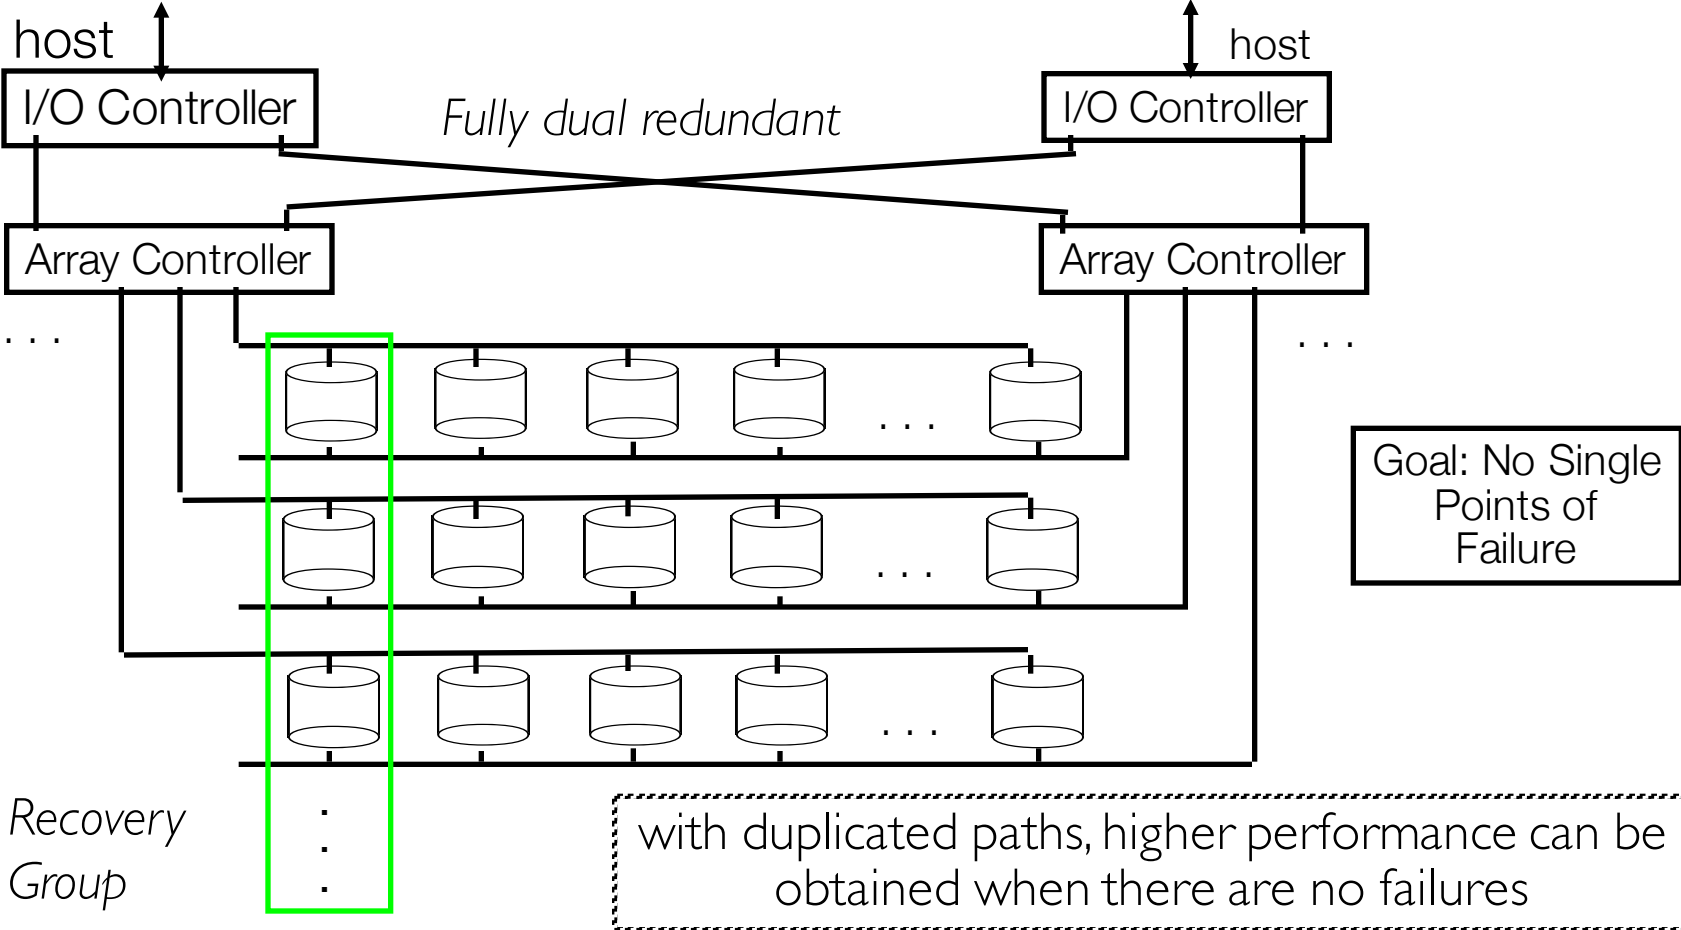 host
host
I/O Controller
I/O Controller
Fully dual redundant
Array Controller
Array Controller
. . .
. . .
. . .
Goal: No Single
Points of
Failure
. . .
. . .
Recovery
Group
.
.
.
with duplicated paths, higher performance can be
obtained when there are no failures